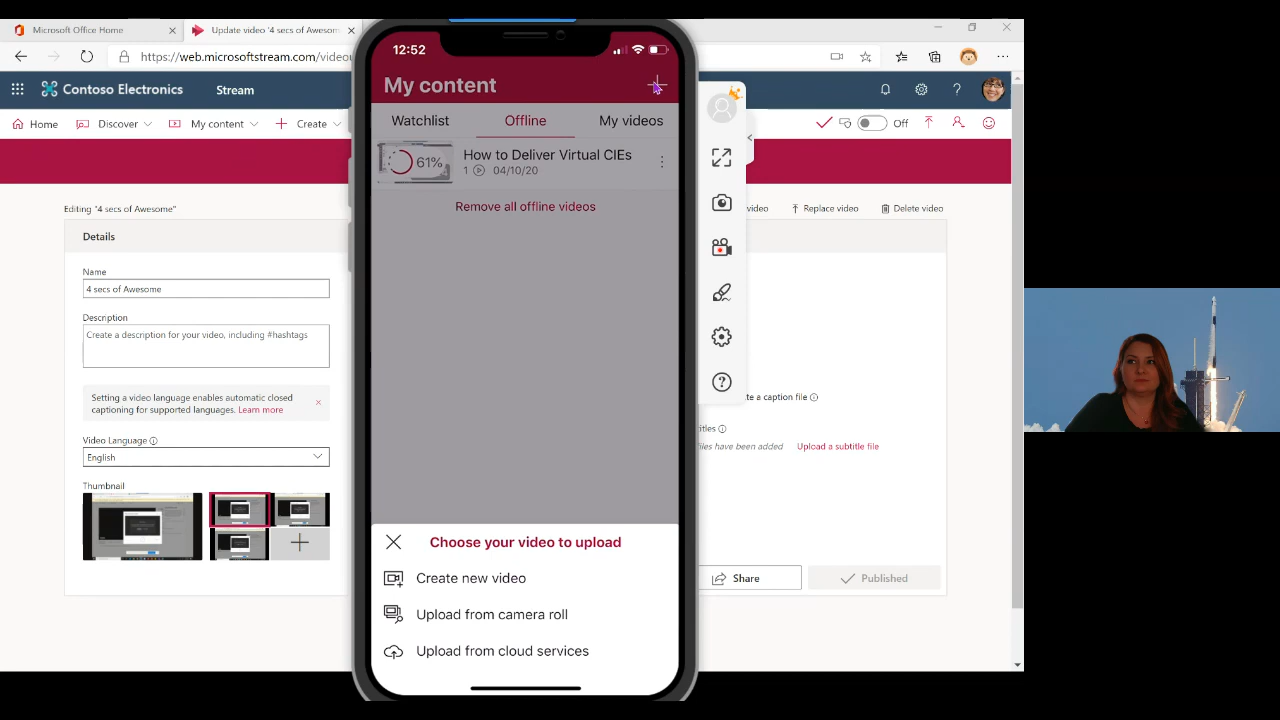 Microsoft Office Home
Update video '4 secs of Awesom
https://web.microsoftstream.com/video
Contoso Electronics
Stream
Home
Discover
My content
Create
Off
Editing "4 secs of Awesome"
video
Replace video
Delete video
Details
Name
4 secs of Awesome
Description
Create a description for your video, including #hashtags
Setting a video language enables automatic closed
captioning for supported languages. Learn more
Video Language
English
Thumbnail
12:52
My content
Watchlist
Offline
My videos
61%
How to Deliver Virtual CIEs
1
04/10/20
Remove all offline videos
Choose your video to upload
Create new video
Upload from camera roll
Upload from cloud services
te a caption file
titles
files have been added
Upload a subtitle file
Share
Published